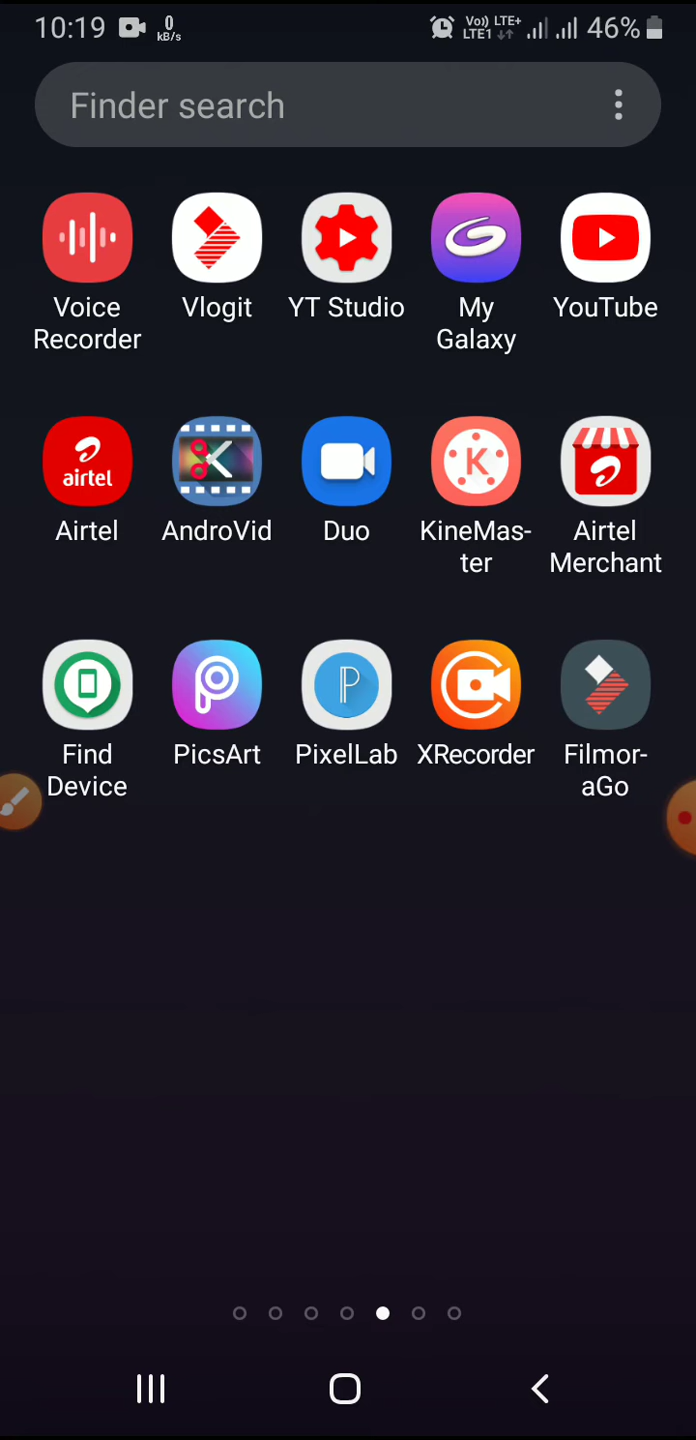 10:19 0 KB/s Vo)) LTE+ LTE1 46%
Finder search
Voice Recorder
Vlogit
YT Studio
My Galaxy
YouTube
airtel
Airtel
AndroVid
Duo
K
KineMas-
ter
Airtel Merchant
Find Device
PicsArt
P
PixelLab
XRecorder
Filmor-
aGo